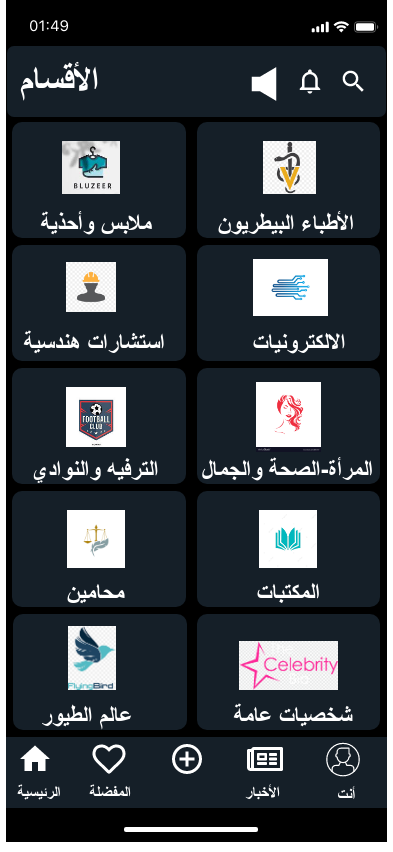 01:49
الأقسام
BLUZEER
ملابس وأحذية
الأطباء البيطريون
استشارات هندسية
الالكترونيات
FOOTBALL
CLUB
الترفيه والنوادي
المرأة-الصحة والجمال
محامين
المكتبات
FlyingBird
عالم الطيور
The
Celebrity
شخصيات عامة
الرئيسية
المفضلة
الأخبار
أنت